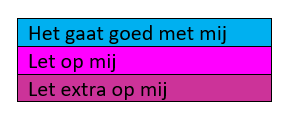 Het gaat goed met mij
Let op mij
Let extra op mij